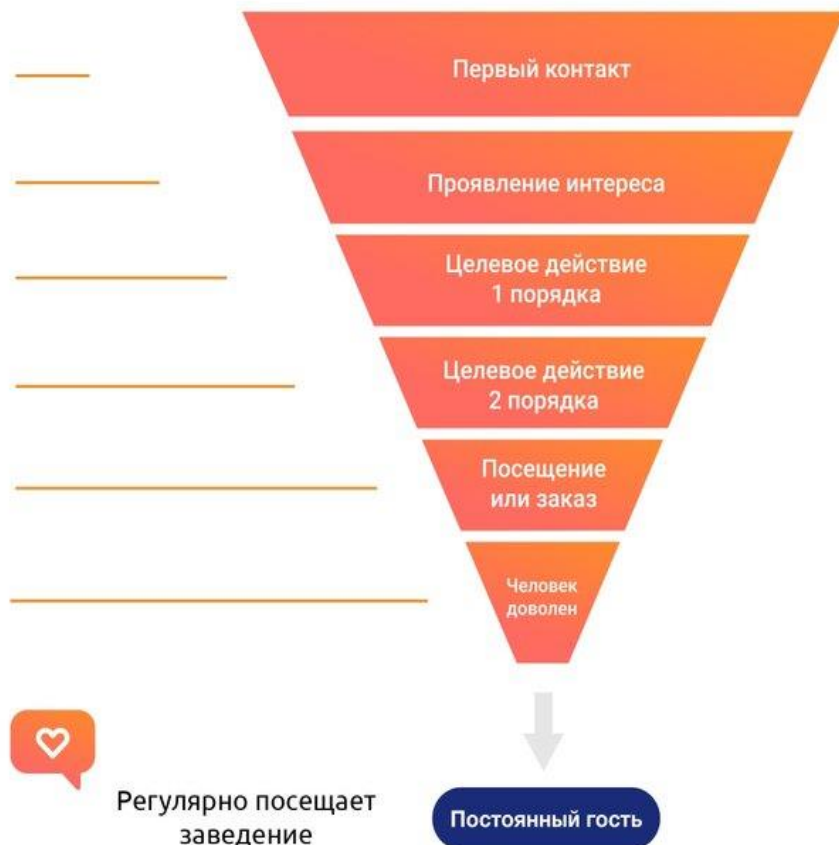 Первый контакт
Проявление интереса
Целевое действие
1 порядка
Целевое действие
2 порядка
Посещение
или заказ
Человек
доволен
Регулярно посещает
заведение
Постоянный гость